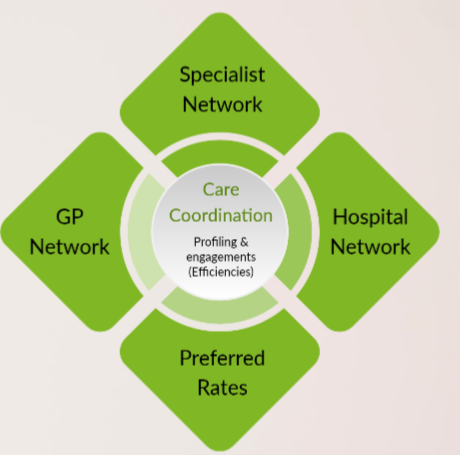 Specialist
Network
GP
Network
Care
Coordination
Profiling &
engagements
(Efficiencies)
Hospital
Network
Preferred
Rates